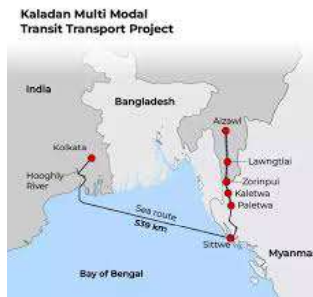 Kaladan Multi Modal
Transit Transport Project
India
Bangladesh
Aizawl
Kolkata
Lawngtlai
Hooghly
River
Zorinpui
Kaletwa
Paletwa
Sea route
539 km
Sittwe
Myanmar
Bay of Bengal